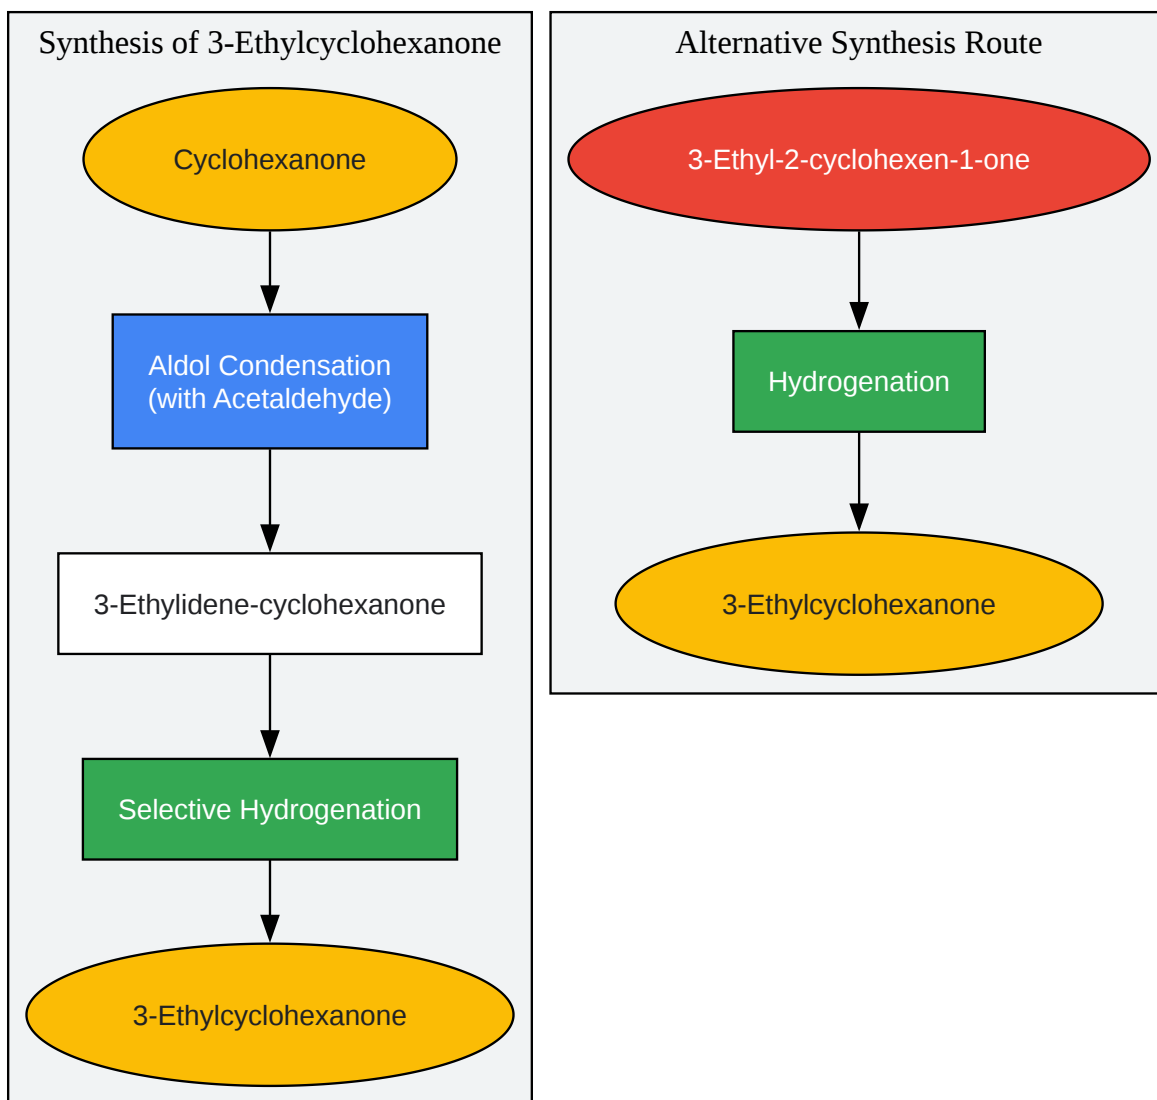 Synthesis of 3-Ethylcyclohexanone
Cyclohexanone
Aldol Condensation
(with Acetaldehyde)
3-Ethylidene-cyclohexanone
Selective Hydrogenation
3-Ethylcyclohexanone
Alternative Synthesis Route
3-Ethyl-2-cyclohexen-1-one
Hydrogenation
3-Ethylcyclohexanone